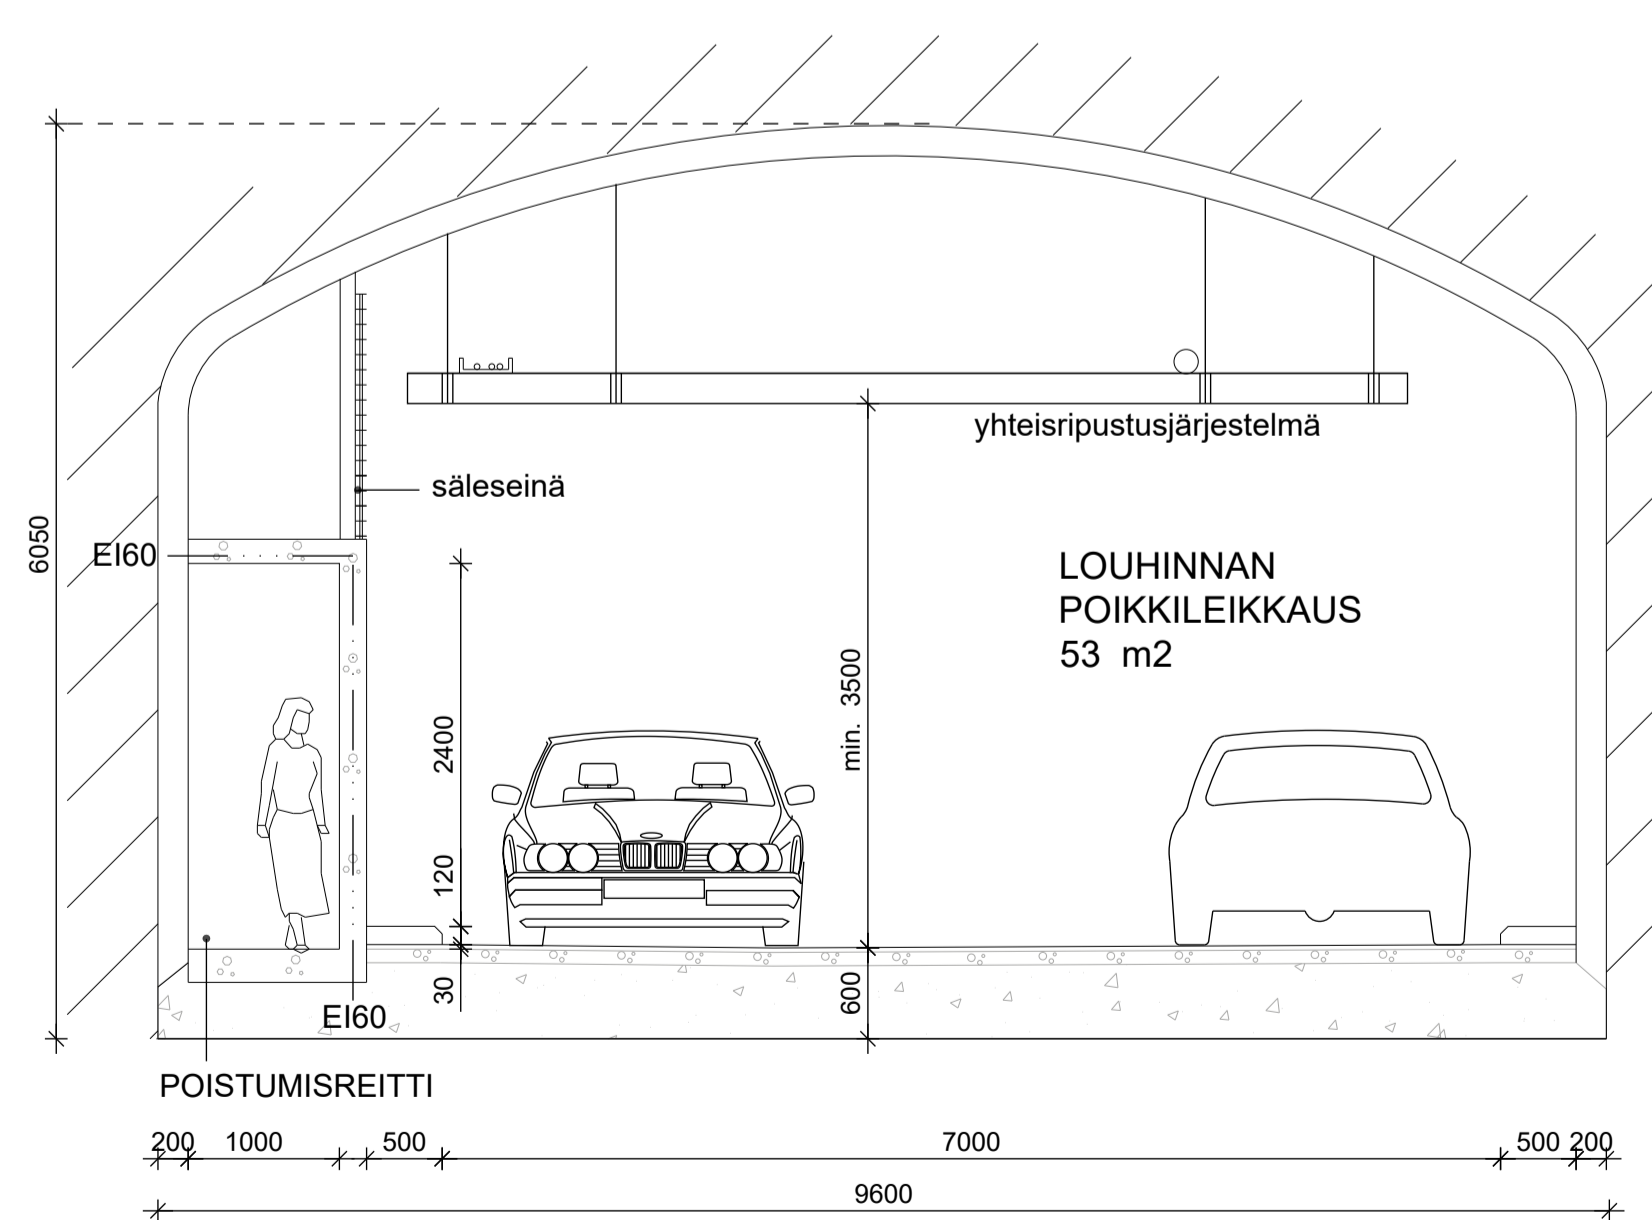 yhteisripustusjärjestelmä
säleseinä
6050
EI60
LOUHINNAN
POIKKILEIKKAUS
53 m2
min. 3500
2400
120
30
600
EI60
POISTUMISREITTI
200 1000 500 7000 500 200
9600